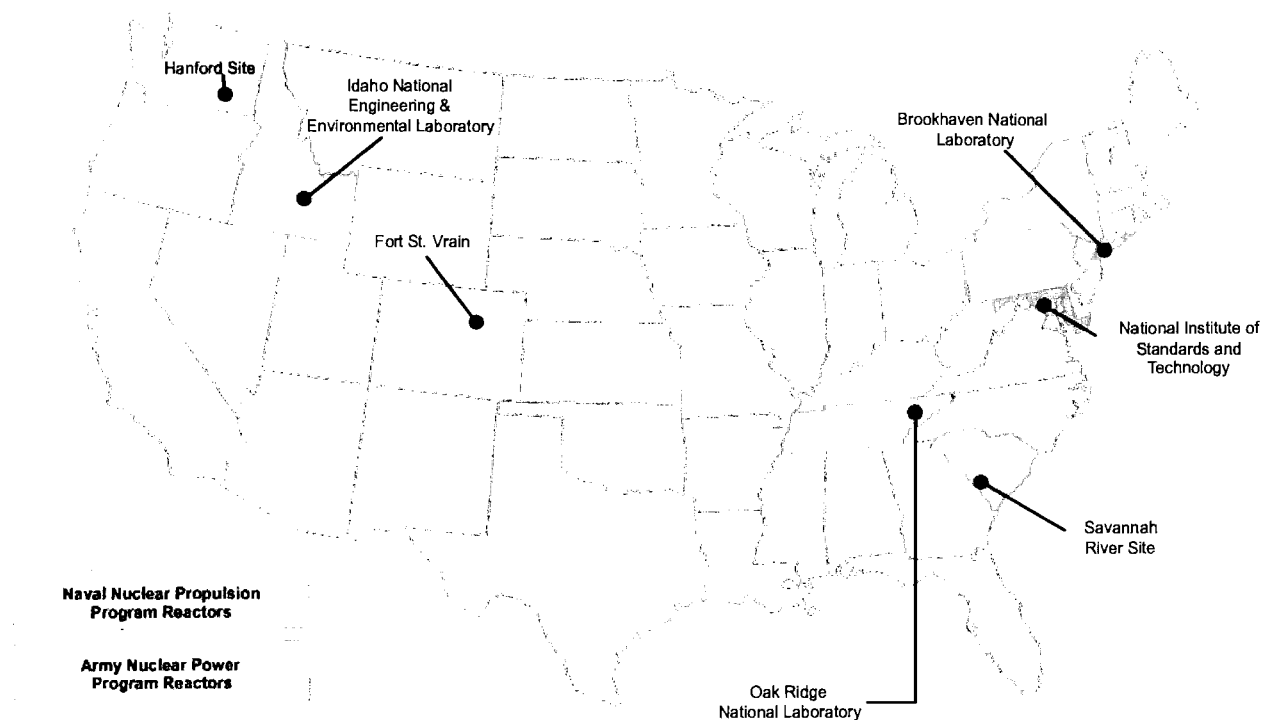 Hanford Site
Idaho National
Engineering &
Environmental Laboratory
Brookhaven National
Laboratory
Fort St. Vrain
National Institute of
Standards and
Technology
Savannah
River Site
Naval Nuclear Propulsion
Program Reactors
Army Nuclear Power
Program Reactors
Oak Ridge
National Laboratory